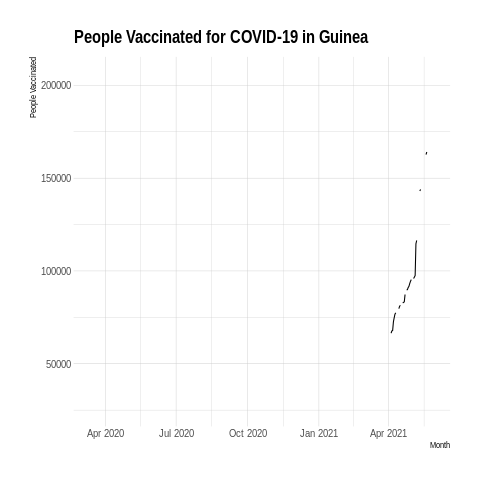 People Vaccinated for COVID-19 in Guinea
People Vaccinated
200000
150000
100000
50000
Apr 2020 Jul 2020 Oct 2020 Jan 2021 Apr 2021
Month